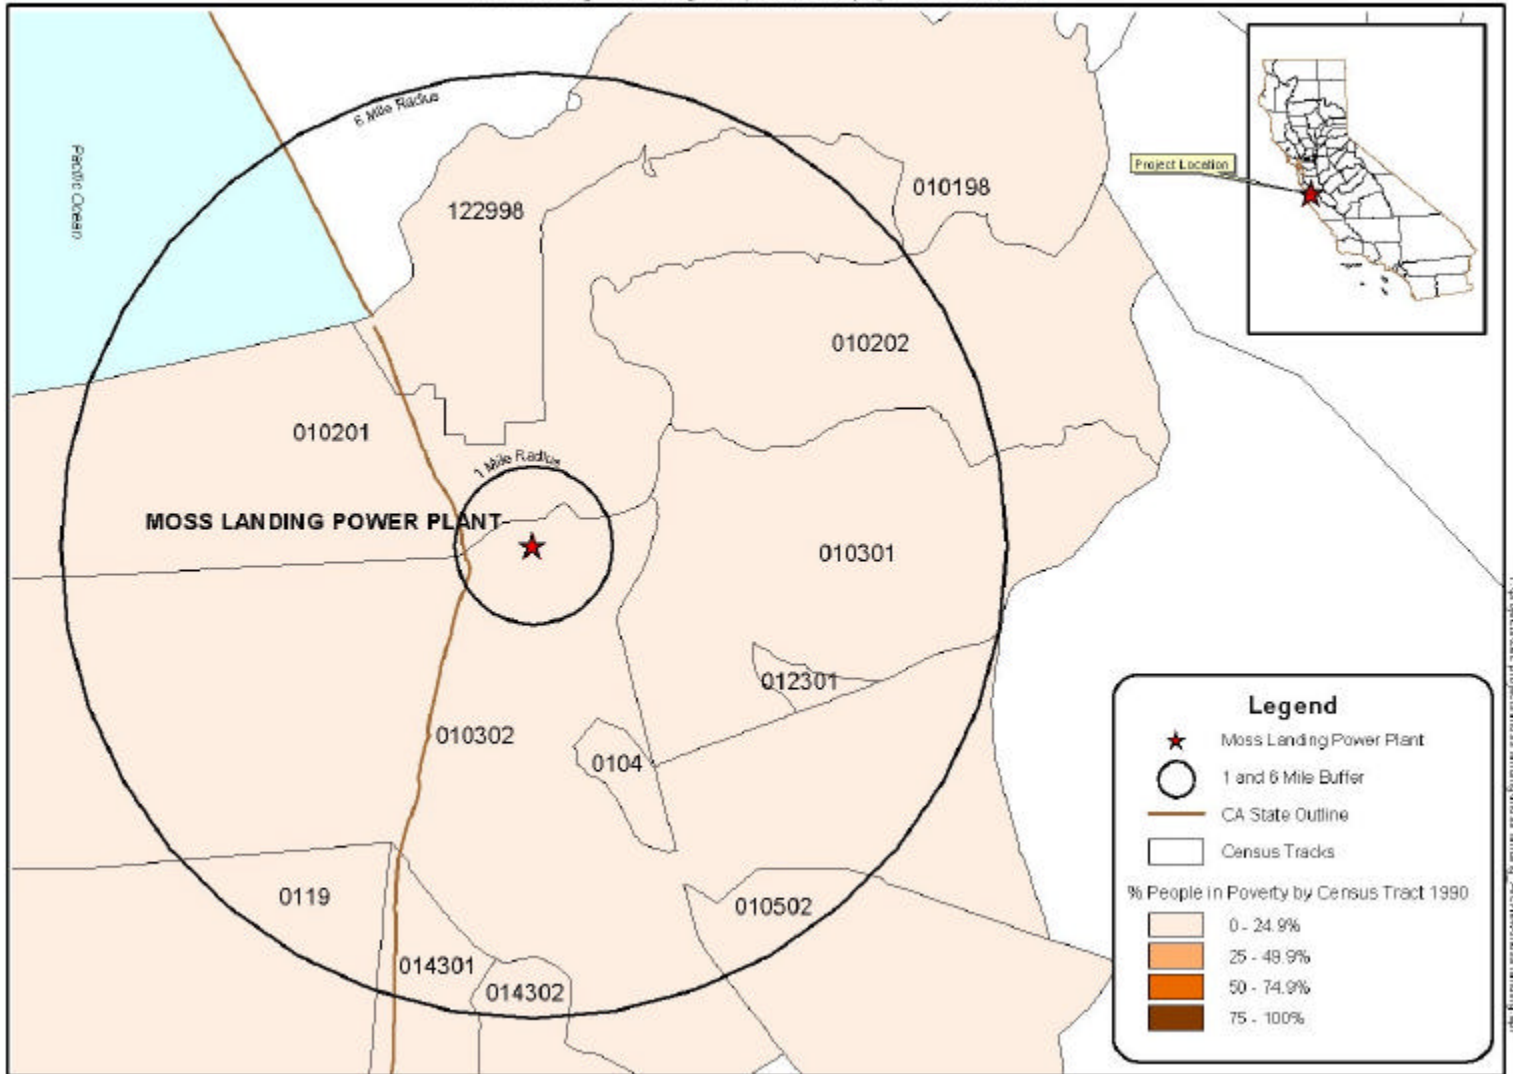 6 Mile Radius
Pacific Ocean
Project Location
010198
122998
010202
010201
1 Mile Radius
MOSS LANDING POWER PLANT
010301
012301
010302
0104
0119
010502
014301
014302
Legend
Moss Landing Power Plant
1 and 6 Mile Buffer
CA State Outline
Census Tracks
% People in Poverty by Census Tract 1990
0 - 24.9%
25 - 49.9%
50 - 74.9%
75 - 100%